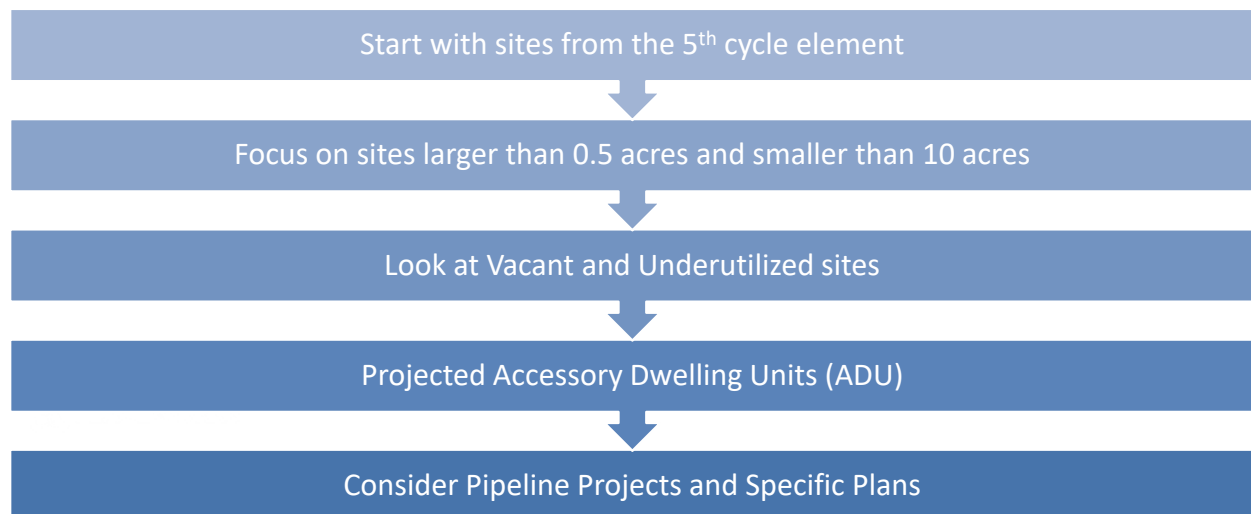 Start with sites from the 5th cycle element
Focus on sites larger than 0.5 acres and smaller than 10 acres
Look at Vacant and Underutilized sites
Projected Accessory Dwelling Units (ADU)
Consider Pipeline Projects and Specific Plans